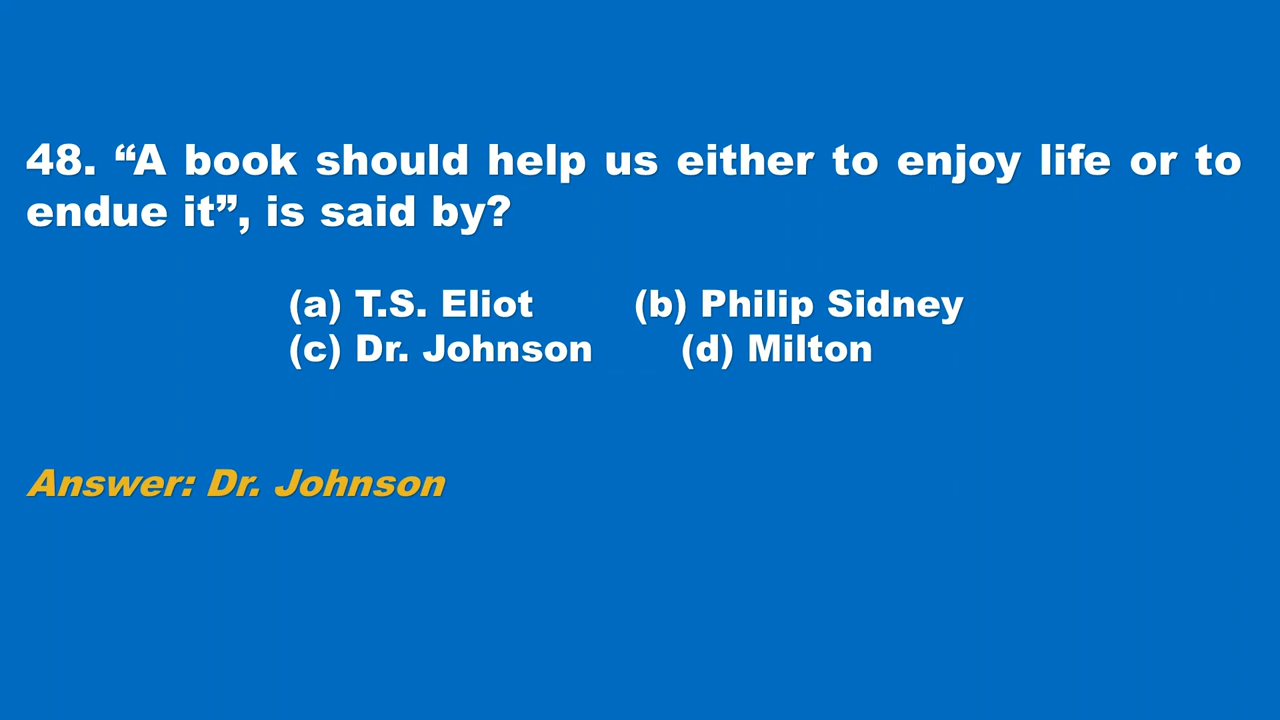 48. “A book should help us either to enjoy life or to
endue it”, is said by?
(a) T.S. Eliot (b) Philip Sidney
(c) Dr. Johnson (d) Milton
Answer: Dr. Johnson